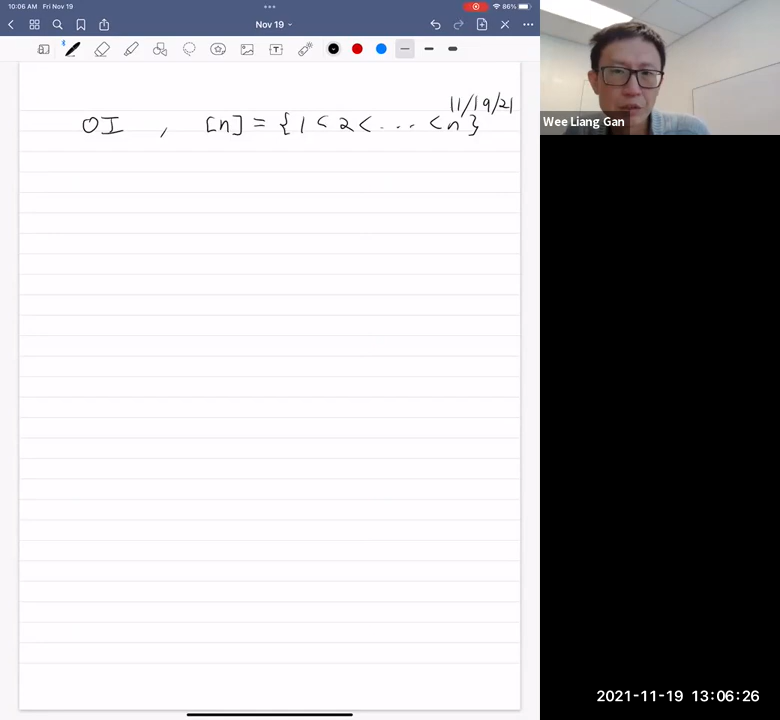 10:06 AM Fri Nov 19
86%
Nov 19
T
11/19/21
OI , [n] = {1 < 2 < ... < n}
Wee Liang Gan
2021-11-19 13:06:26